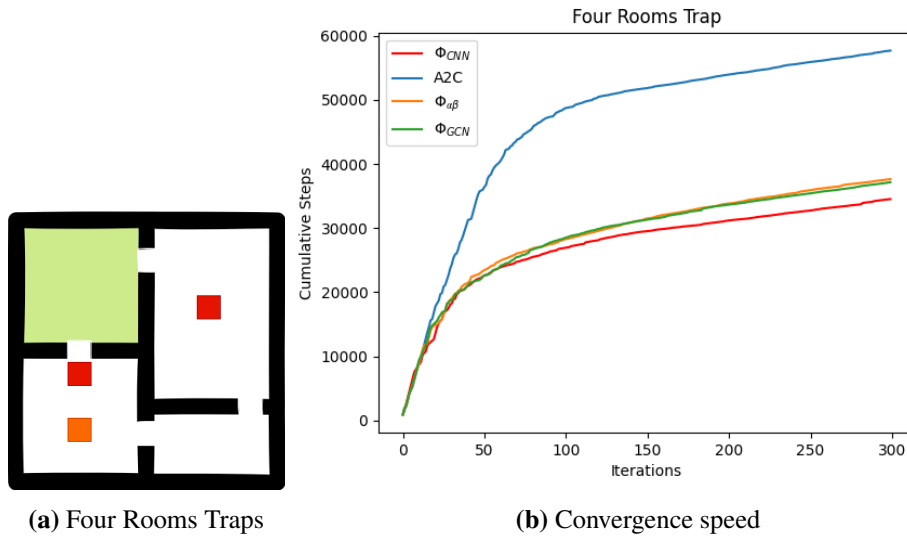 Four Rooms Trap
Φ_CNN
A2C
Φ_αβ
Φ_GCN
60000
50000
40000
30000
20000
10000
0
Cumulative Steps
0 50 100 150 200 250 300
Iterations
(a) Four Rooms Traps
(b) Convergence speed